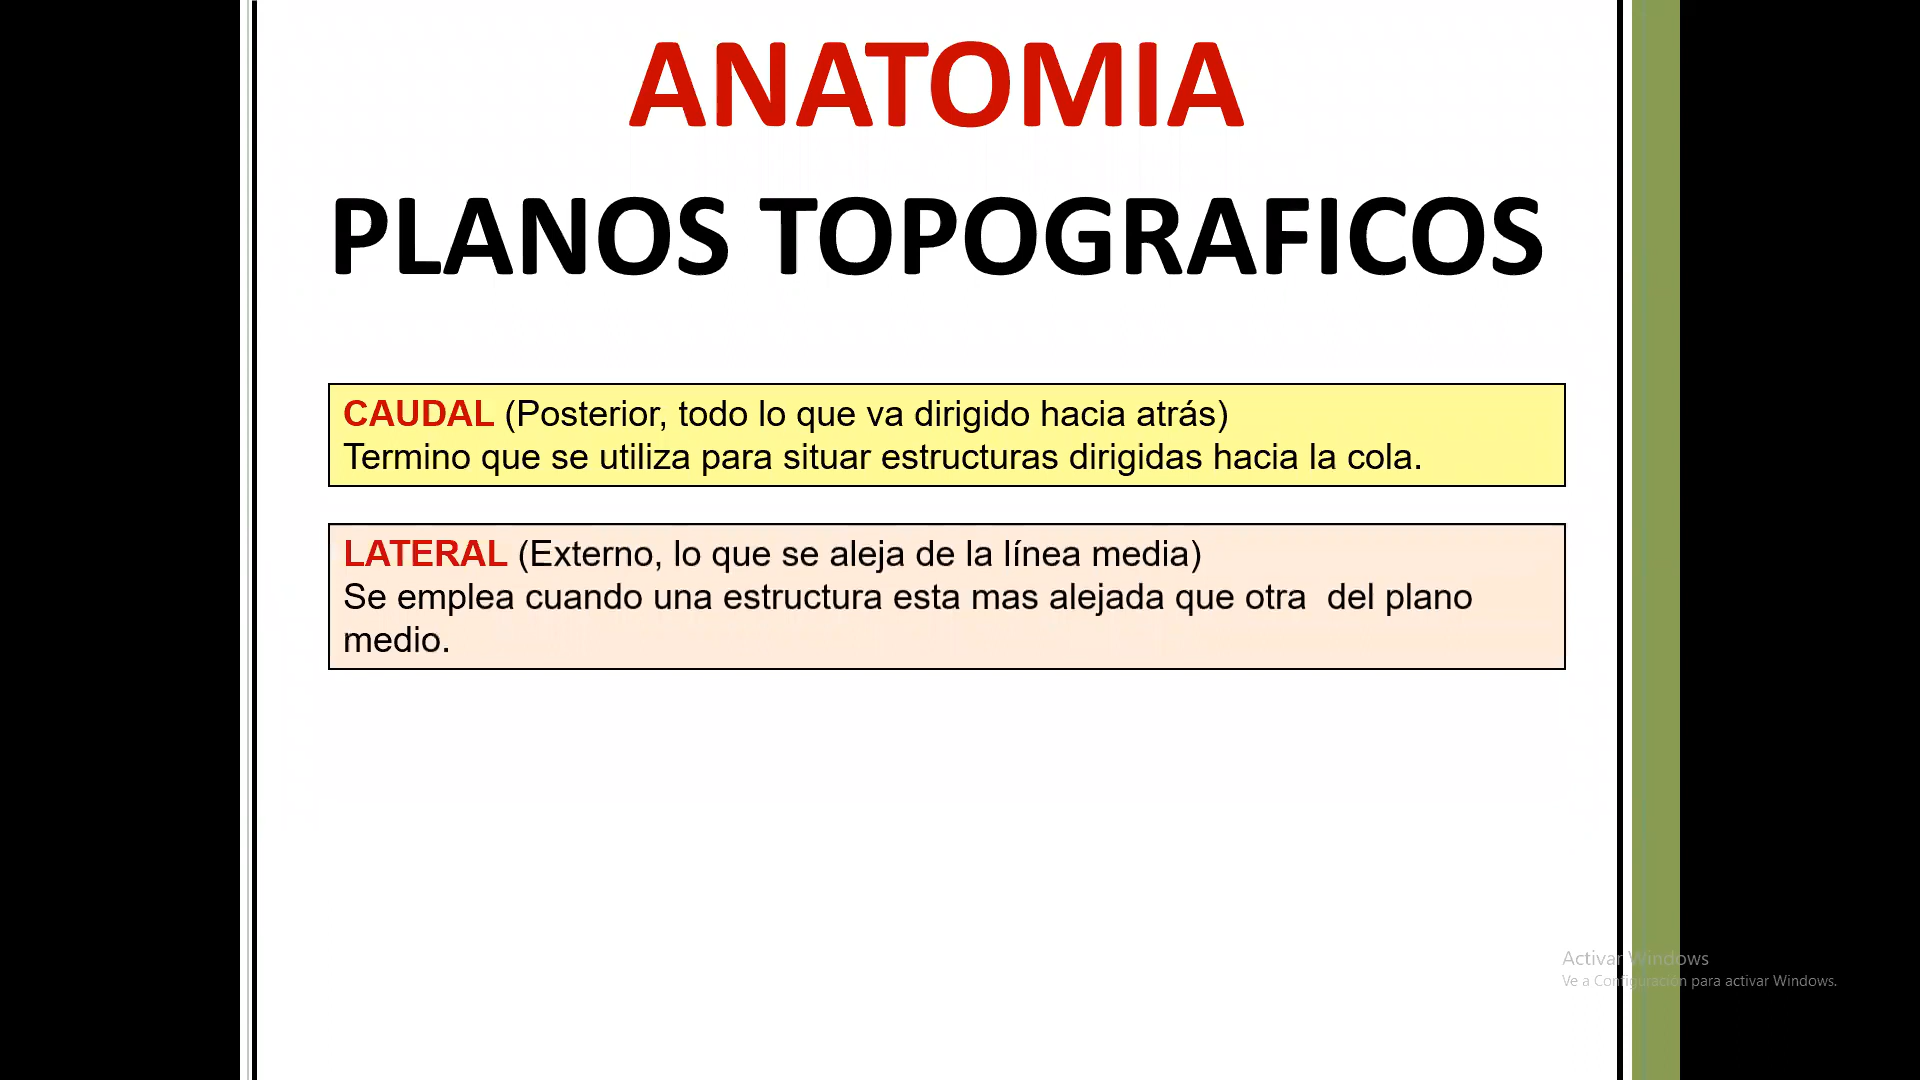 ANATOMIA
PLANOS TOPOGRAFICOS
CAUDAL (Posterior, todo lo que va dirigido hacia atrás)
Termino que se utiliza para situar estructuras dirigidas hacia la cola.
LATERAL (Externo, lo que se aleja de la línea media)
Se emplea cuando una estructura esta mas alejada que otra  del plano
medio.
Activar Windows
Ve a Configuración para activar Windows.